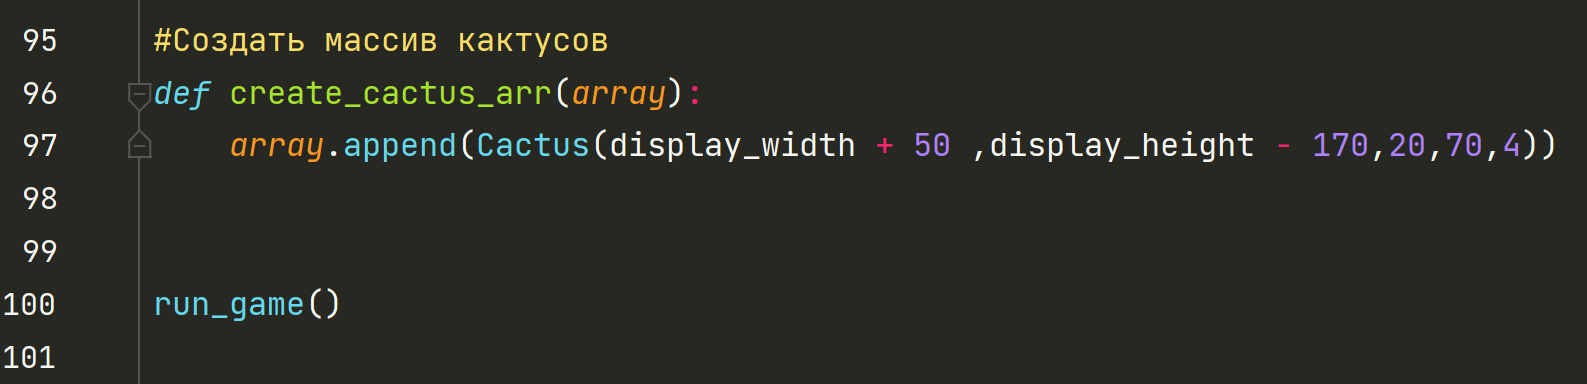 95 #Создать массив кактусов
96 def create_cactus_arr(array):
97 array.append(Cactus(display_width + 50 ,display_height - 170,20,70,4))
98
99
100 run_game()
101